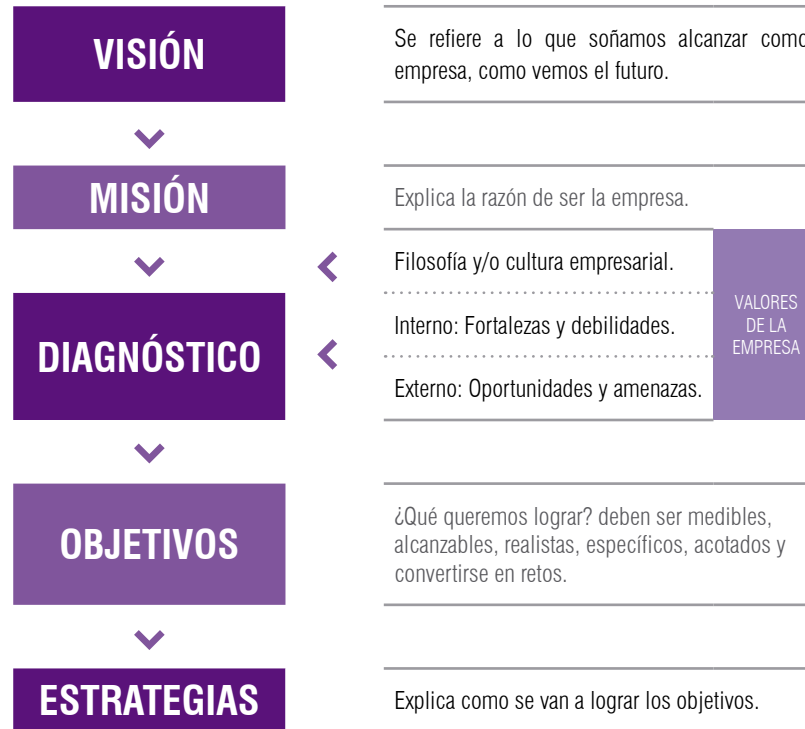 VISIÓN
Se refiere a lo que soñamos alcanzar como
empresa, como vemos el futuro.
MISIÓN
Explica la razón de ser la empresa.
Filosofía y/o cultura empresarial.
DIAGNÓSTICO
Interno: Fortalezas y debilidades.
Externo: Oportunidades y amenazas.
VALORES
DE LA
EMPRESA
OBJETIVOS
¿Qué queremos lograr? deben ser medibles,
alcanzables, realistas, específicos, acotados y
convertirse en retos.
ESTRATEGIAS
Explica como se van a lograr los objetivos.